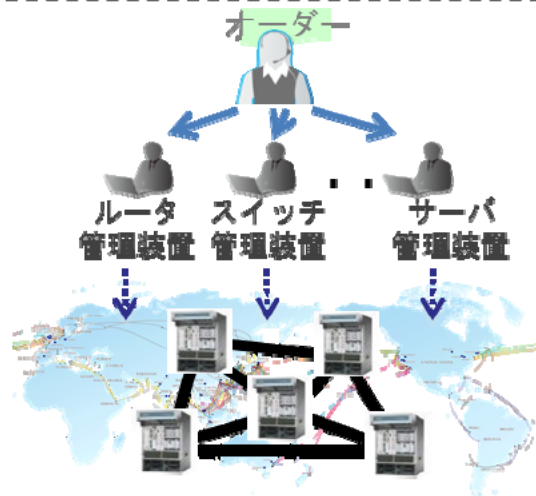 オーダー
ルータ
管理装置
スイッチ
管理装置
・・
サーバ
管理装置